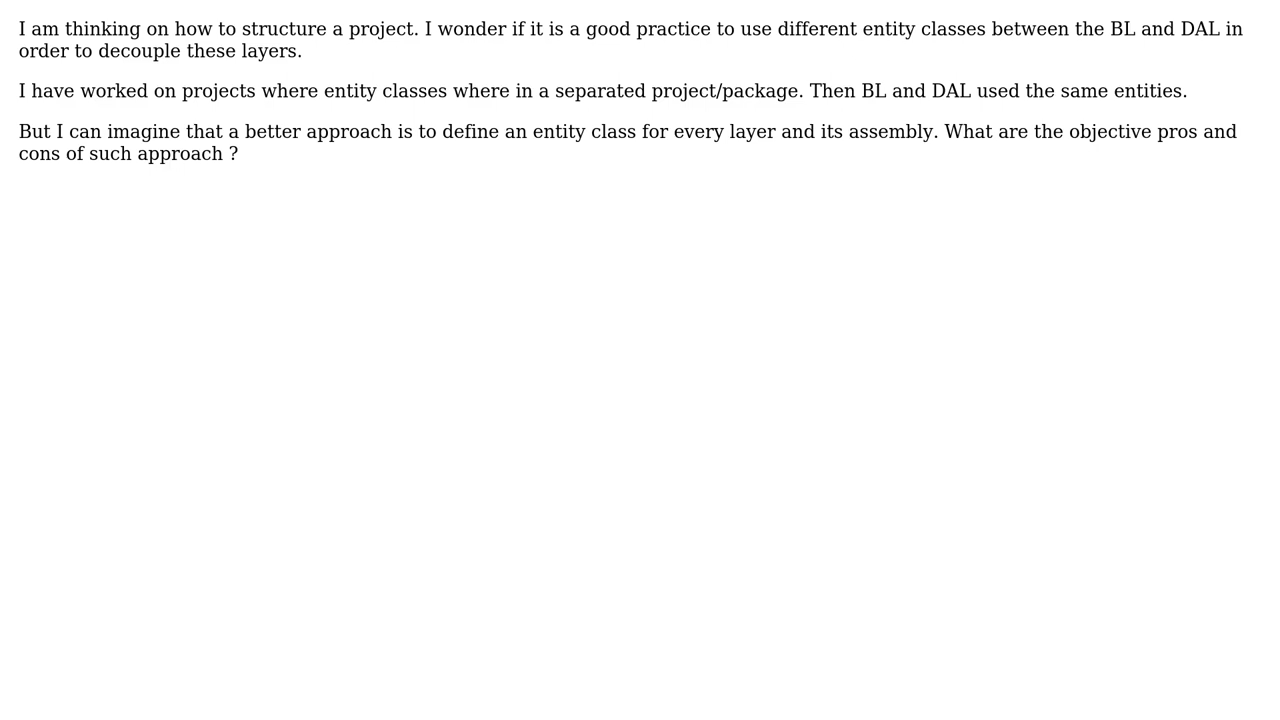 I am thinking on how to structure a project. I wonder if it is a good practice to use different entity classes between the BL and DAL in
order to decouple these layers.
I have worked on projects where entity classes where in a separated project/package. Then BL and DAL used the same entities.
But I can imagine that a better approach is to define an entity class for every layer and its assembly. What are the objective pros and
cons of such approach ?